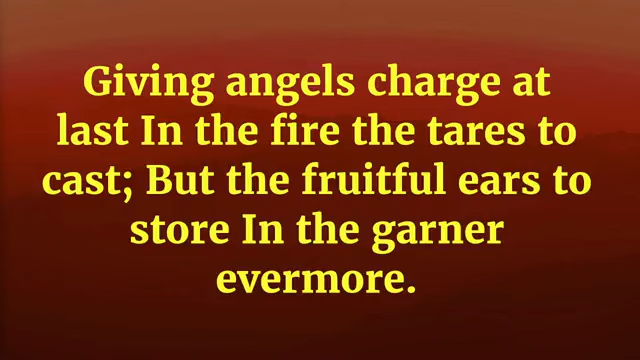 Giving angels charge at
last In the fire the tares to
cast; But the fruitful ears to
store In the garner
evermore.